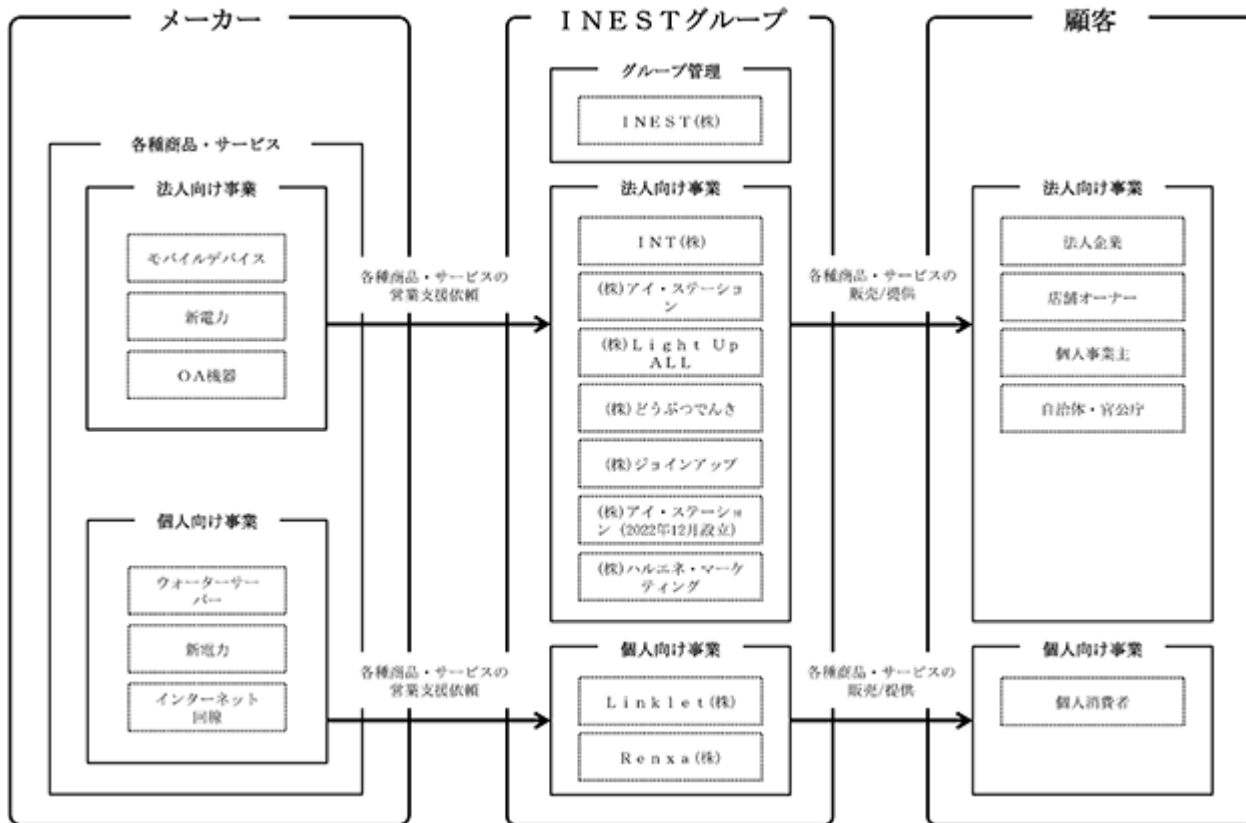 メーカー
各種商品・サービス
法人向け事業
モバイルデバイス
新電力
OA機器
個人向け事業
ウォーターサー
バー
新電力
インターネット
回線
各種商品・サービスの
営業支援依頼
各種商品・サービスの
営業支援依頼
ＩＮＥＳＴグループ
グループ管理
ＩＮＥＳＴ(株)
法人向け事業
ＩＮＴ(株)
(株)アイ・ステーショ
ン
(株)Ｌｉｇｈｔ Ｕｐ
ＡＬＬ
(株)どうぶつでんき
(株)ジョインアップ
(株)アイ・ステーショ
ン (2022年12月設立)
(株)ハルエネ・マーケ
ティング
個人向け事業
Ｌｉｎｋｌｅｔ(株)
Ｒｅｎｘａ(株)
各種商品・サービスの
販売/提供
各種商品・サービスの
販売/提供
顧客
法人向け事業
法人企業
店舗オーナー
個人事業主
自治体・官公庁
個人向け事業
個人消費者